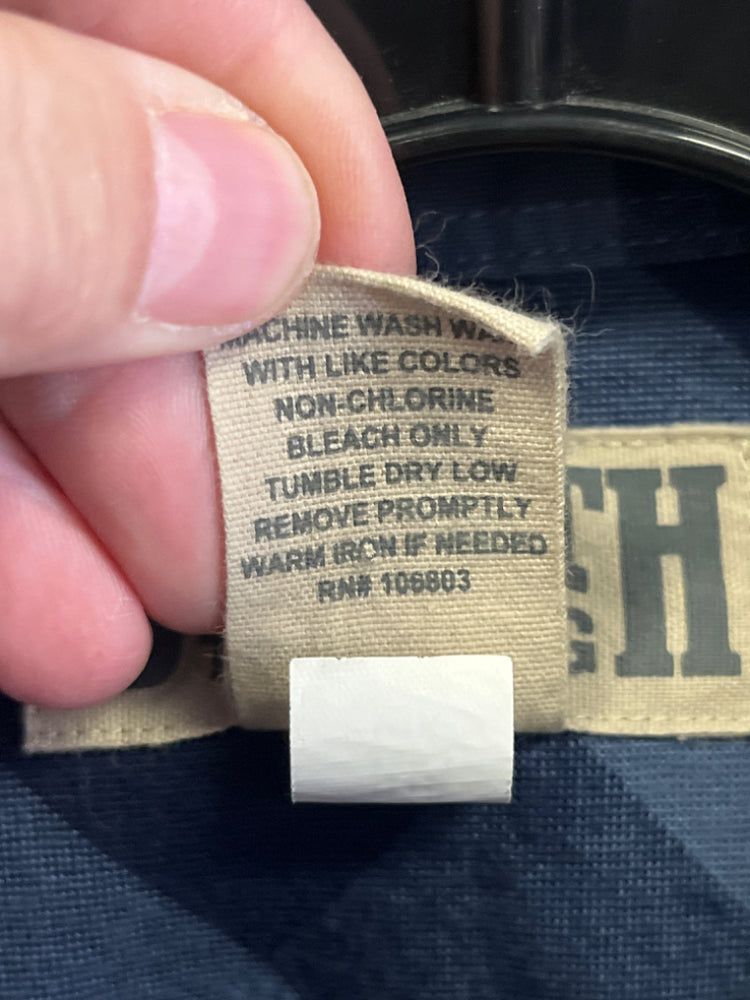 MACHINE WASH WA
WITH LIKE COLORS
NON-CHLORINE
BLEACH ONLY
TUMBLE DRY LOW
REMOVE PROMPTLY
WARM IRON IF NEEDED
RN# 106803
TH